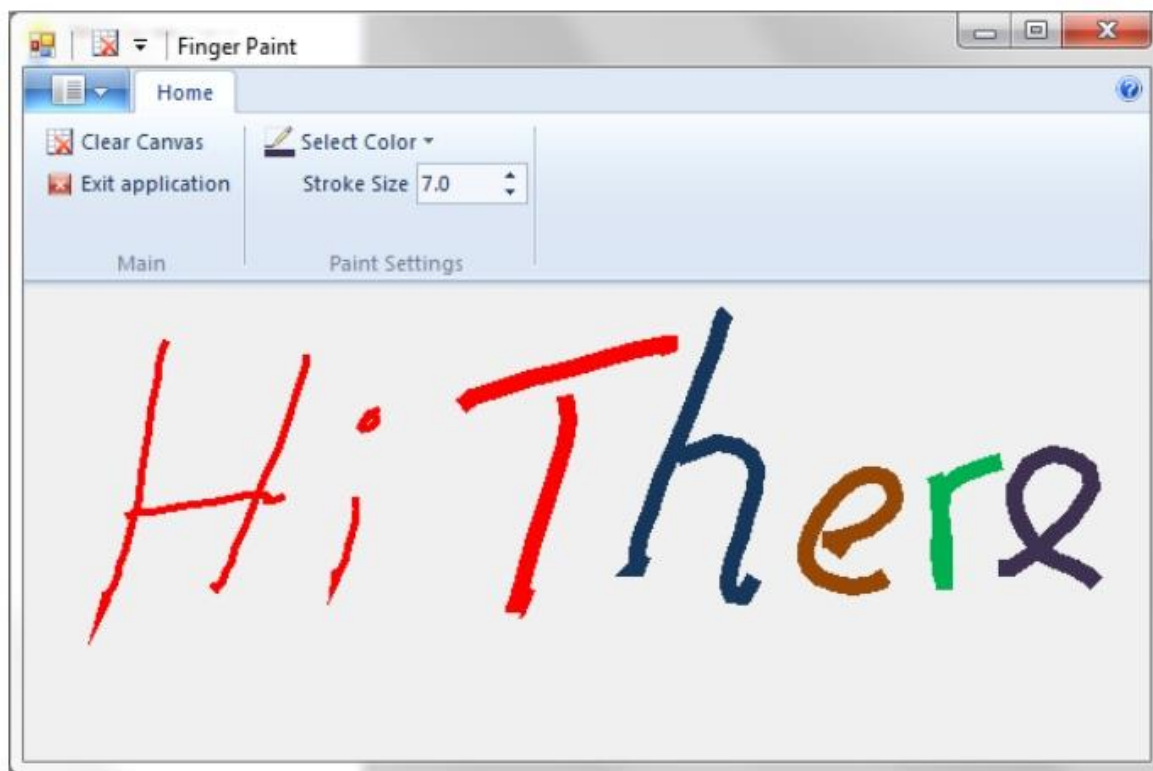 Finger Paint
Home
Clear Canvas
Select Color
Exit application
Stroke Size 7.0
Main
Paint Settings
Hi There